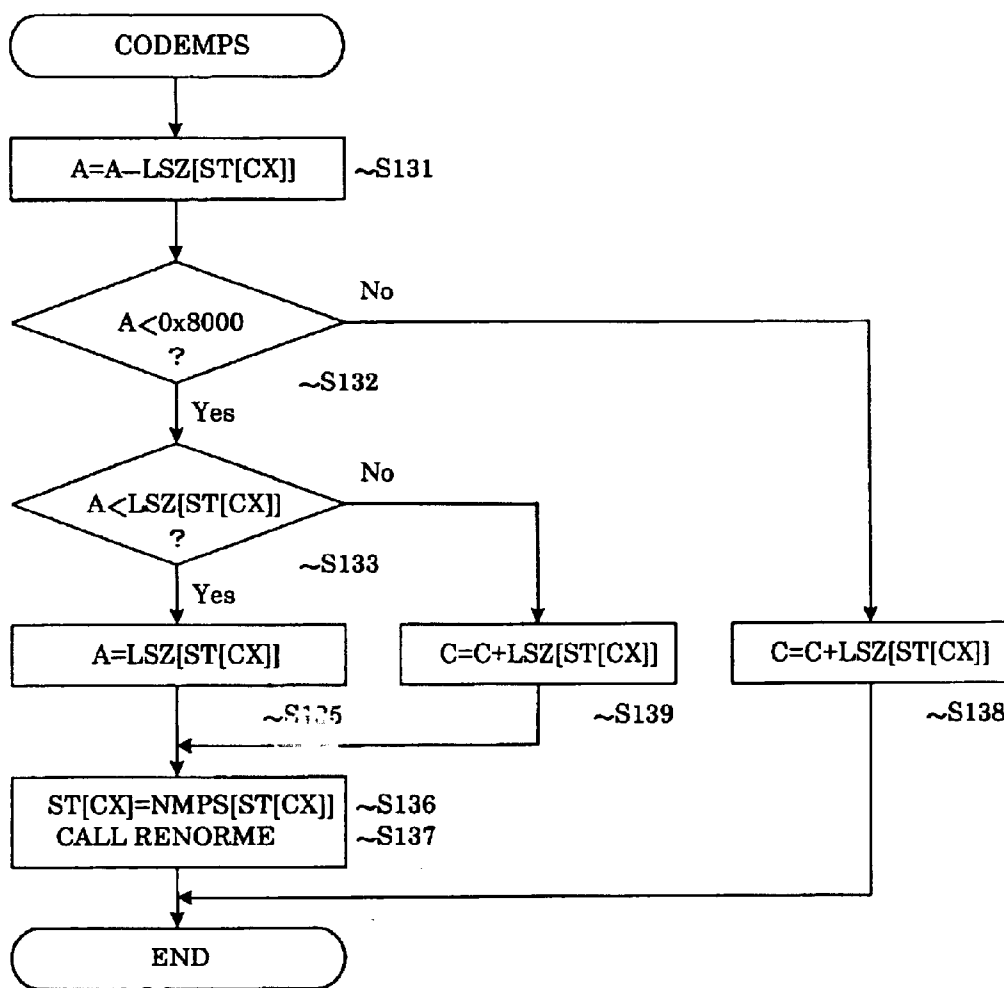 CODEMPS
A=A−LSZ[ST[CX]]
~S131
A<0x8000
?
No
~S132
Yes
A<LSZ[ST[CX]]
?
No
~S133
Yes
A=LSZ[ST[CX]]
C=C+LSZ[ST[CX]]
C=C+LSZ[ST[CX]]
~S139
~S138
ST[CX]=NMPS[ST[CX]]
~S136
CALL RENORME
~S137
END